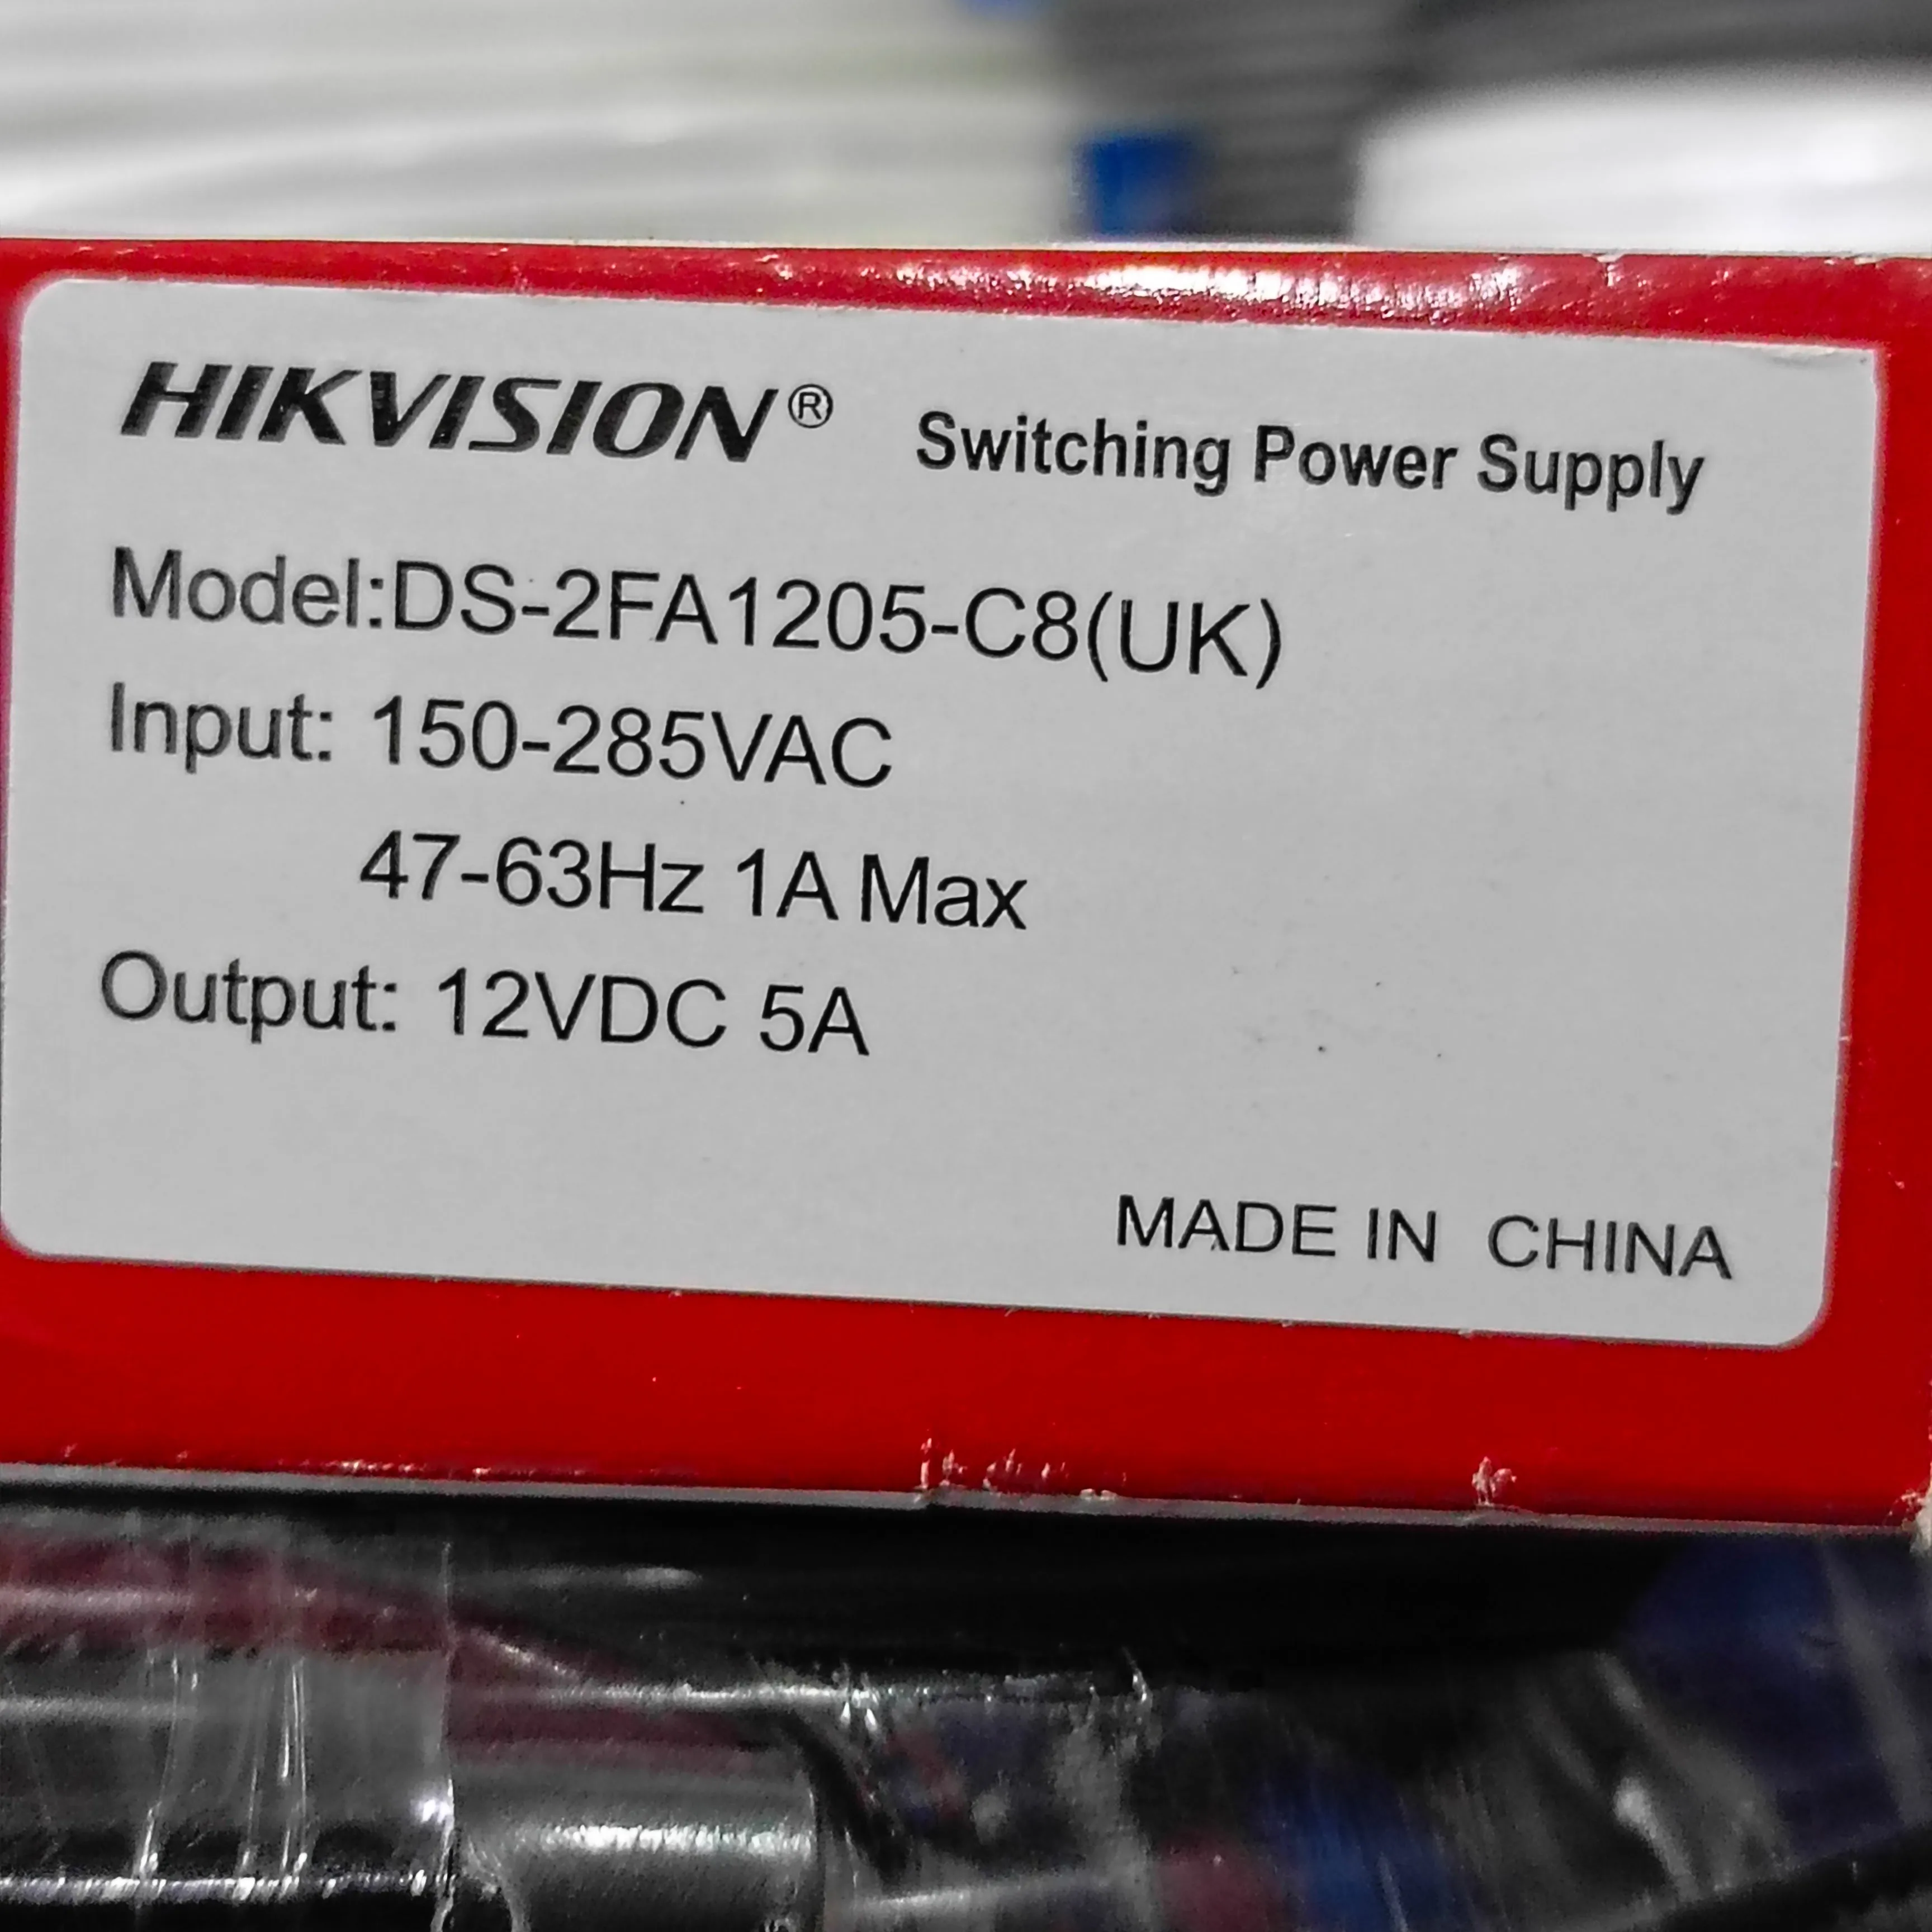 HIKVISION® Switching Power Supply
Model:DS-2FA1205-C8(UK)
Input: 150-285VAC
47-63Hz 1A Max
Output: 12VDC 5A
MADE IN CHINA